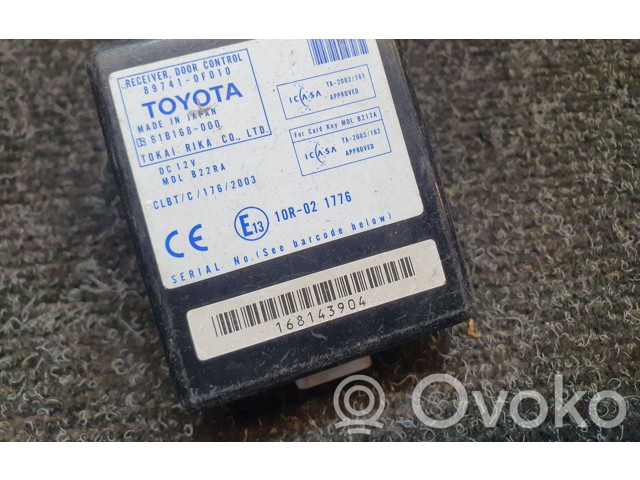 RECEIVER, DOOR CONTROL
89741-0F010
TOYOTA
MADE IN JAPAN
61B168-000
TOKAI RIKA CO., LTD.
DC 12V
MDL B22RA
CLBT/C/176/2003
ICASA TA-2003/161
APPROVED
For Card Key MDL B21TA
ICASA TA-2003/162
APPROVED
CE E13 10R-02 1776
SERIAL. No.(See barcode below)
168143904
Ovoko